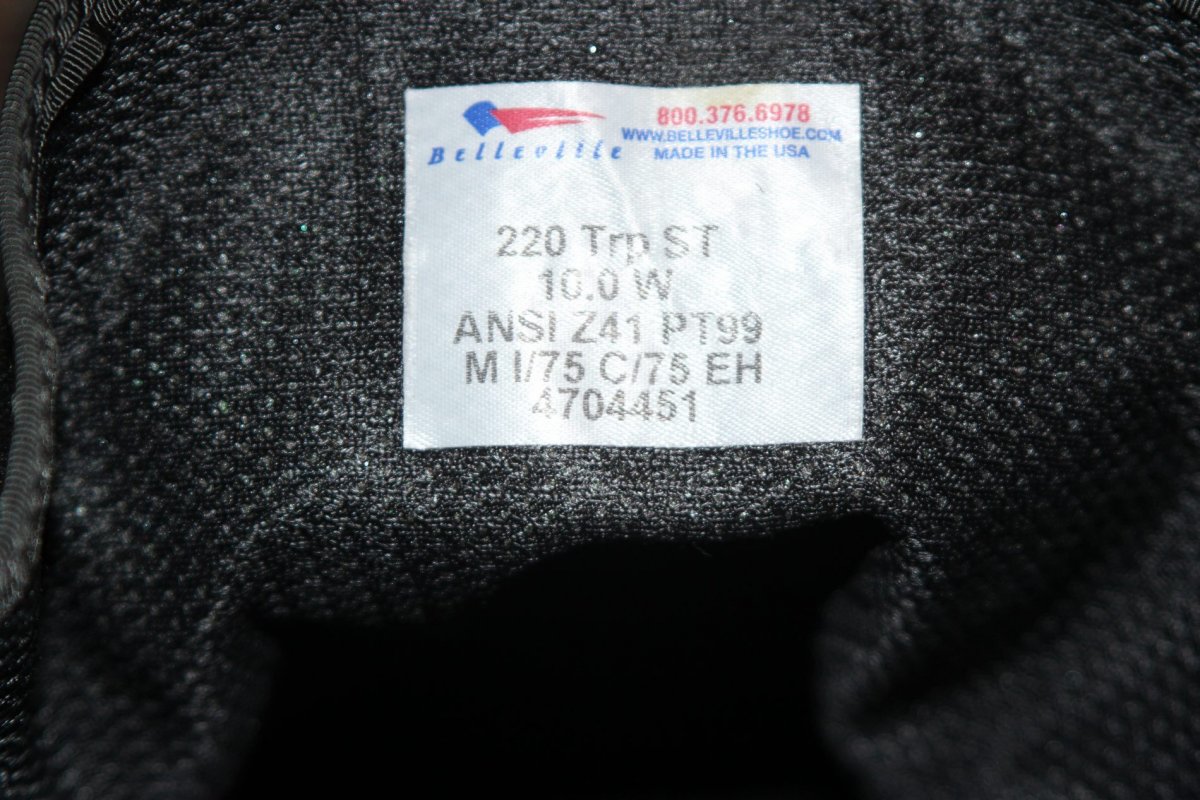 Belleville
800.376.6978
WWW.BELLEVILLESHOE.COM
MADE IN THE USA
220 Trp ST
10.0 W
ANSI Z41 PT99
M I/75 C/75 EH
4704451